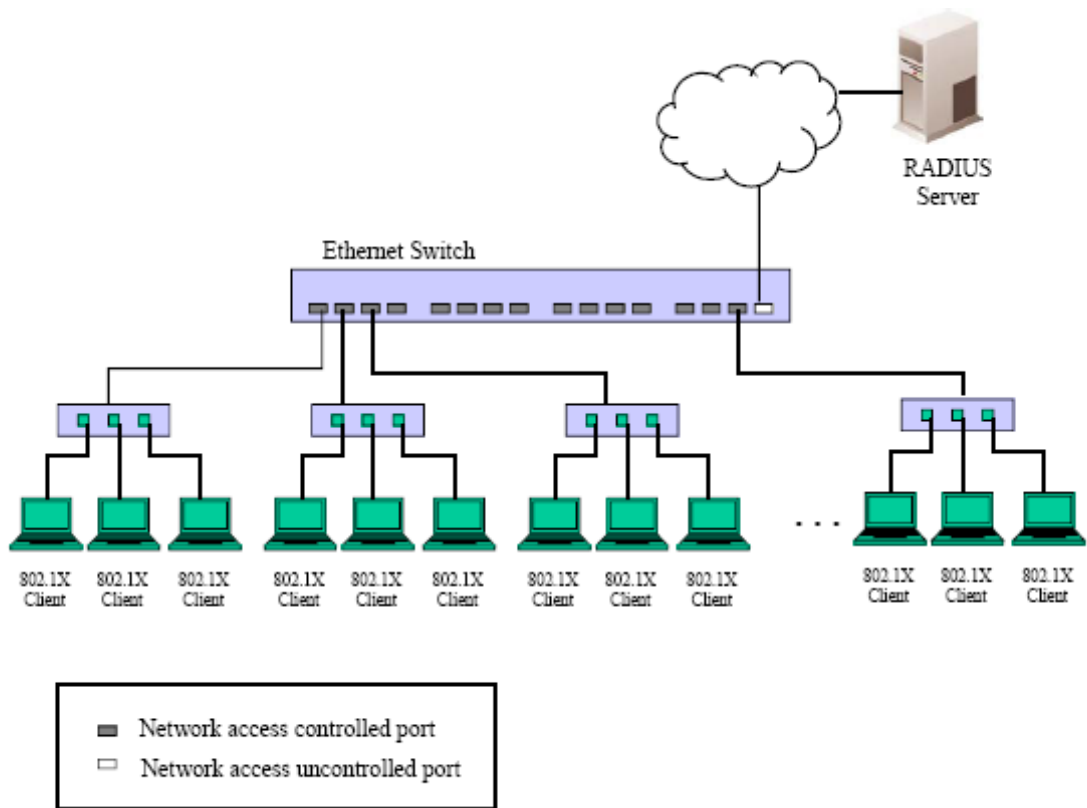 RADIUS
Server
Ethernet Switch
. . .
802.1X
Client
802.1X
Client
802.1X
Client
802.1X
Client
802.1X
Client
802.1X
Client
802.1X
Client
802.1X
Client
802.1X
Client
802.1X
Client
802.1X
Client
802.1X
Client
Network access controlled port
Network access uncontrolled port